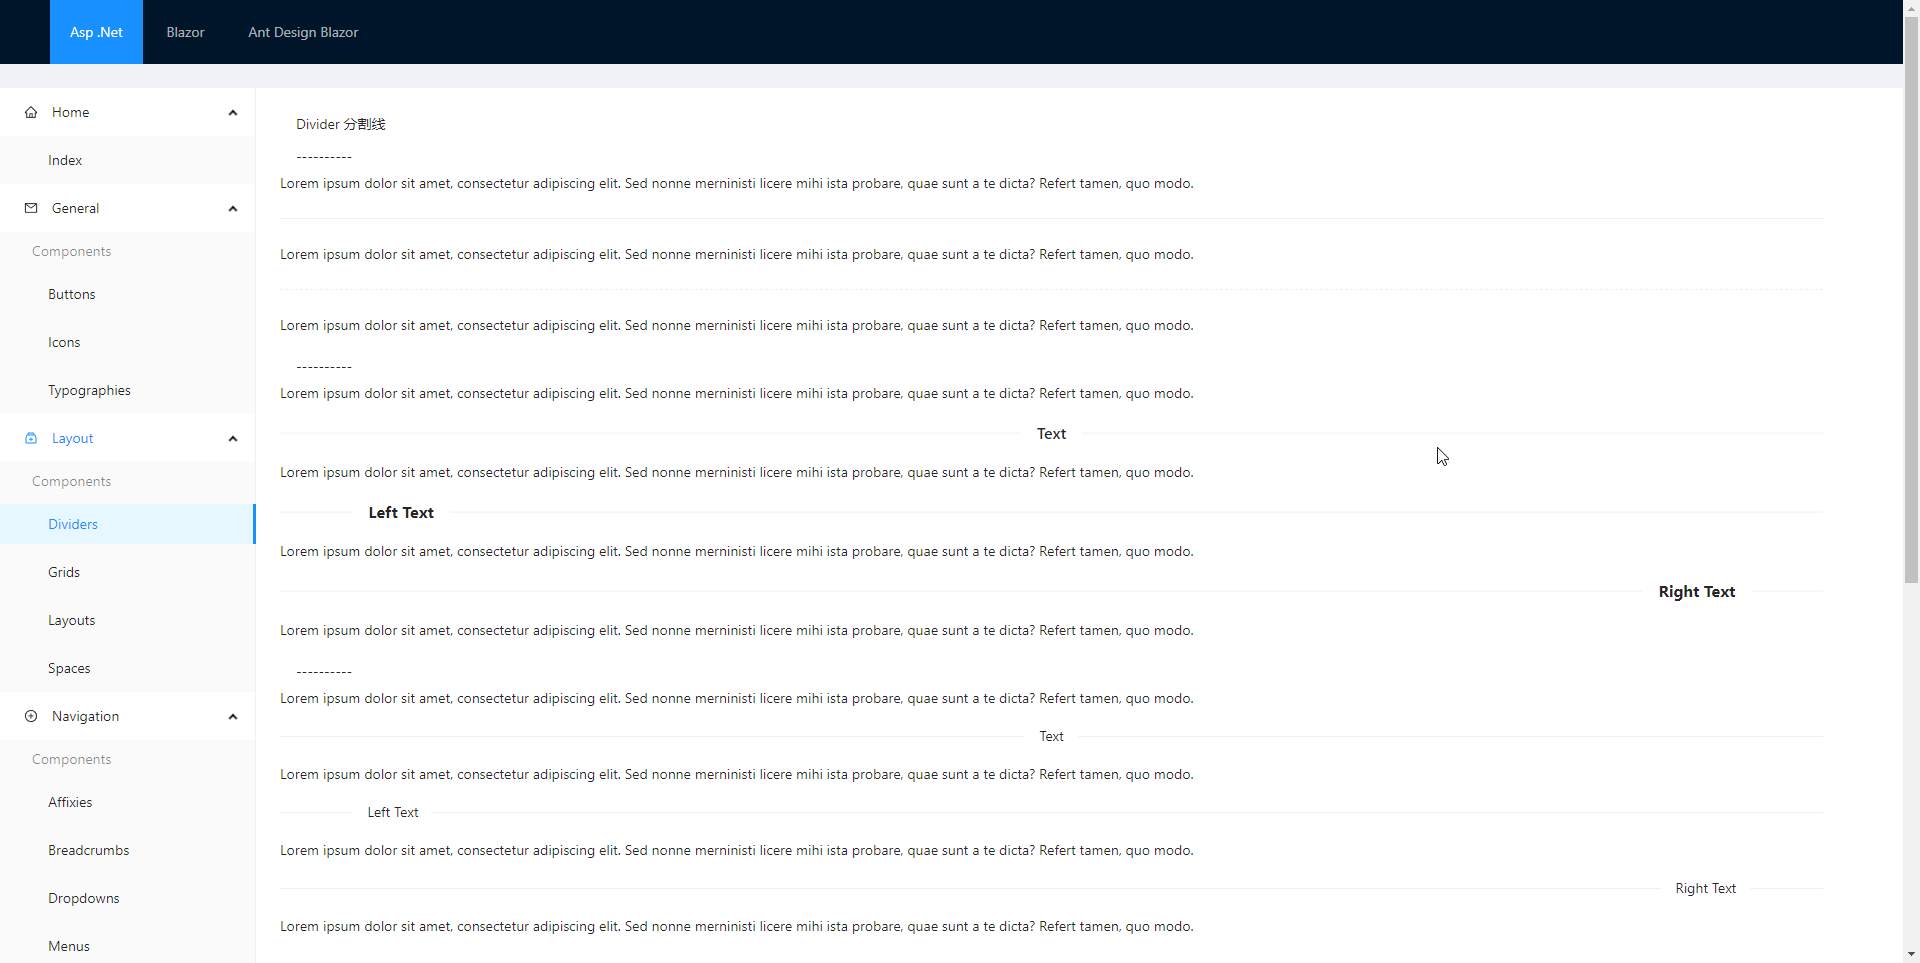 Asp .Net Blazor Ant Design Blazor
Home
Index
General
Components
Buttons
Icons
Typographies
Layout
Components
Dividers
Grids
Layouts
Spaces
Navigation
Components
Affixies
Breadcrumbs
Dropdowns
Menus
Divider 分割线
----------
Lorem ipsum dolor sit amet, consectetur adipiscing elit. Sed nonne merninisti licere mihi ista probare, quae sunt a te dicta? Refert tamen, quo modo.
Lorem ipsum dolor sit amet, consectetur adipiscing elit. Sed nonne merninisti licere mihi ista probare, quae sunt a te dicta? Refert tamen, quo modo.
Lorem ipsum dolor sit amet, consectetur adipiscing elit. Sed nonne merninisti licere mihi ista probare, quae sunt a te dicta? Refert tamen, quo modo.
----------
Lorem ipsum dolor sit amet, consectetur adipiscing elit. Sed nonne merninisti licere mihi ista probare, quae sunt a te dicta? Refert tamen, quo modo.
Text
Lorem ipsum dolor sit amet, consectetur adipiscing elit. Sed nonne merninisti licere mihi ista probare, quae sunt a te dicta? Refert tamen, quo modo.
Left Text
Lorem ipsum dolor sit amet, consectetur adipiscing elit. Sed nonne merninisti licere mihi ista probare, quae sunt a te dicta? Refert tamen, quo modo.
Right Text
Lorem ipsum dolor sit amet, consectetur adipiscing elit. Sed nonne merninisti licere mihi ista probare, quae sunt a te dicta? Refert tamen, quo modo.
----------
Lorem ipsum dolor sit amet, consectetur adipiscing elit. Sed nonne merninisti licere mihi ista probare, quae sunt a te dicta? Refert tamen, quo modo.
Text
Lorem ipsum dolor sit amet, consectetur adipiscing elit. Sed nonne merninisti licere mihi ista probare, quae sunt a te dicta? Refert tamen, quo modo.
Left Text
Lorem ipsum dolor sit amet, consectetur adipiscing elit. Sed nonne merninisti licere mihi ista probare, quae sunt a te dicta? Refert tamen, quo modo.
Right Text
Lorem ipsum dolor sit amet, consectetur adipiscing elit. Sed nonne merninisti licere mihi ista probare, quae sunt a te dicta? Refert tamen, quo modo.